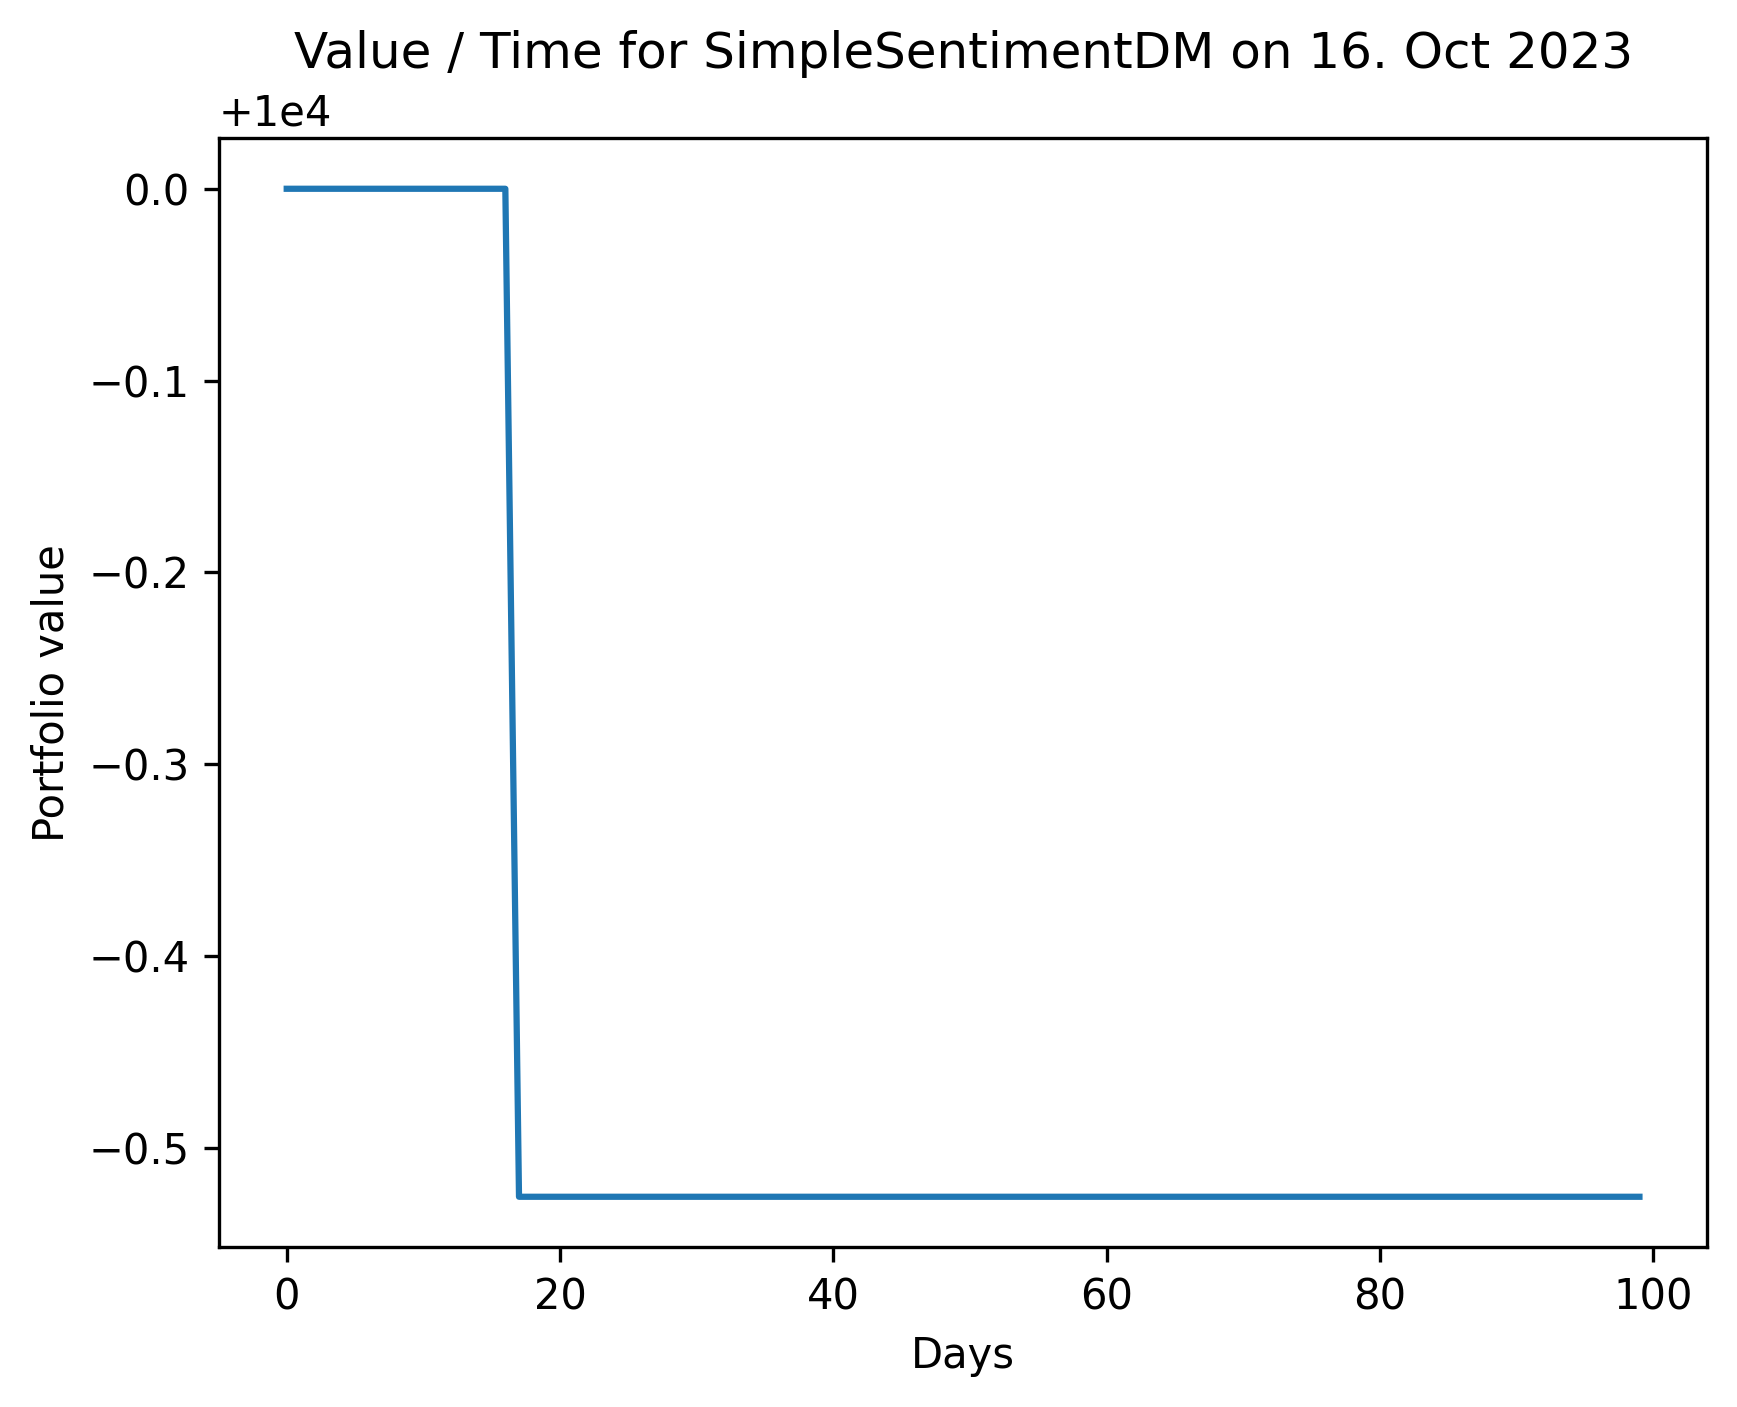 Value / Time for SimpleSentimentDM on 16. Oct 2023
+1e4
0.0
−0.1
−0.2
−0.3
−0.4
−0.5
Portfolio value
0 20 40 60 80 100
Days